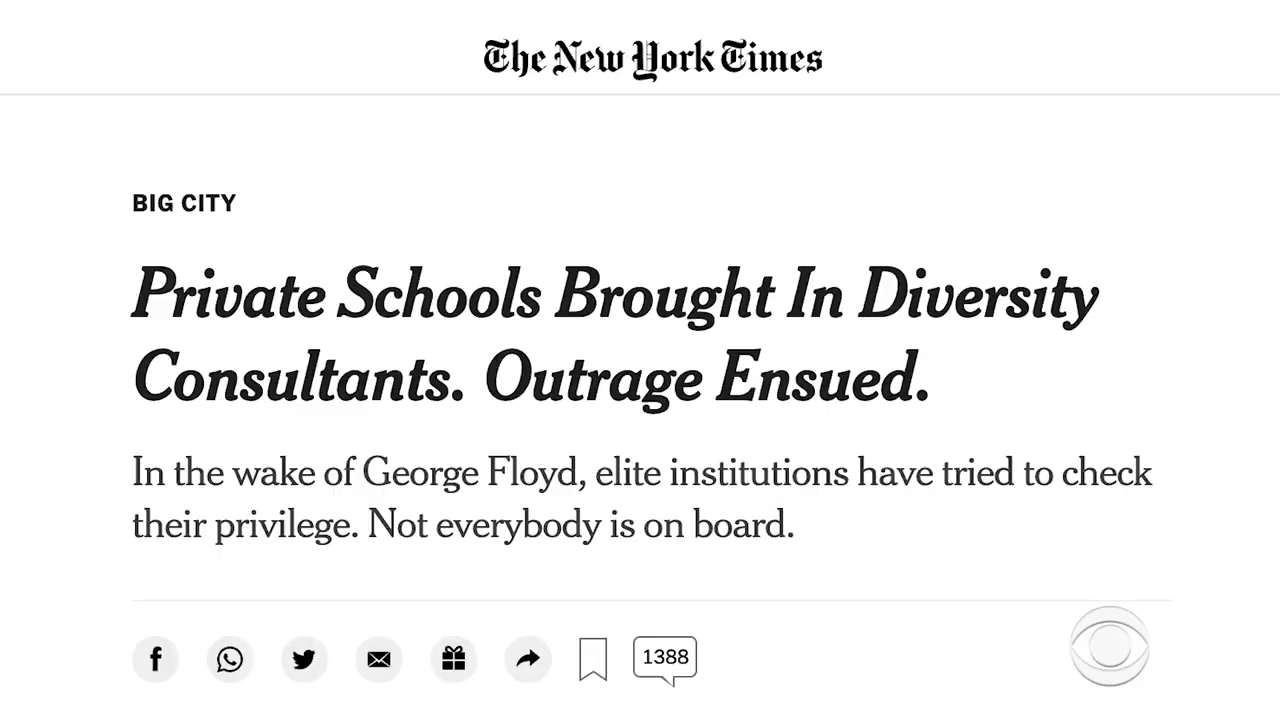 The New York Times
BIG CITY
Private Schools Brought In Diversity
Consultants. Outrage Ensued.
In the wake of George Floyd, elite institutions have tried to check
their privilege. Not everybody is on board.
1388